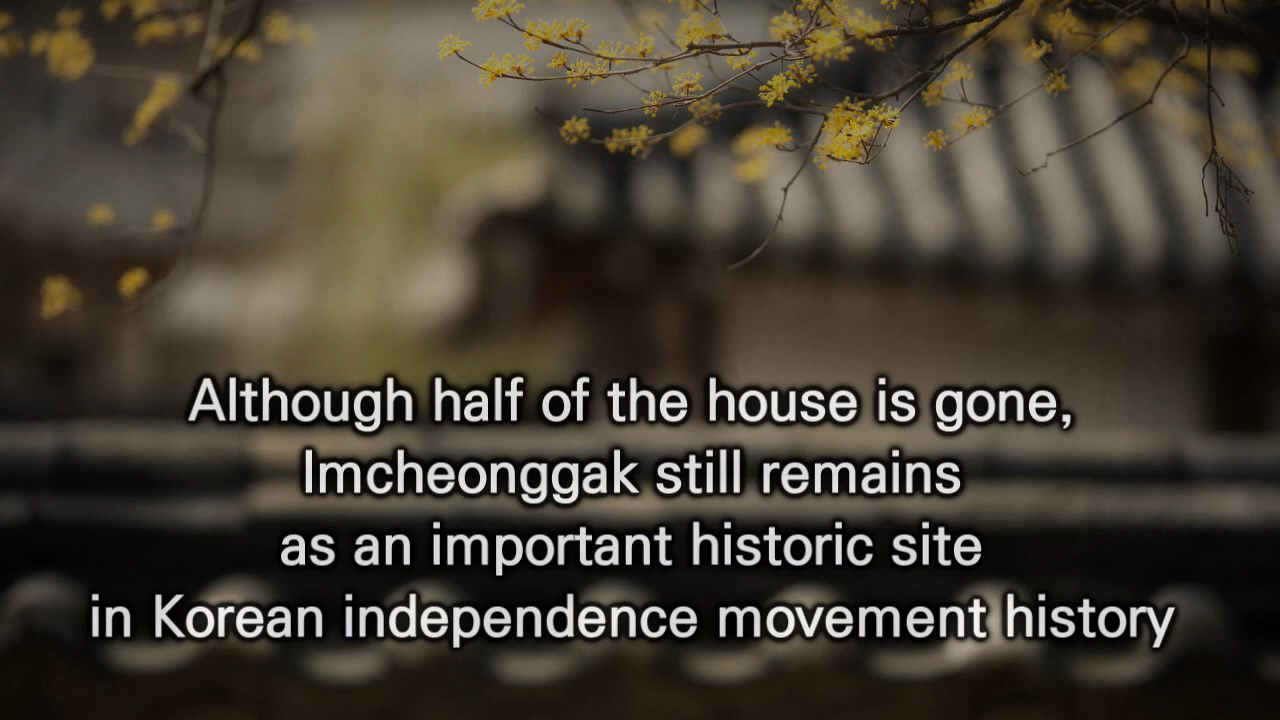 Although half of the house is gone,
Imcheonggak still remains
as an important historic site
in Korean independence movement history